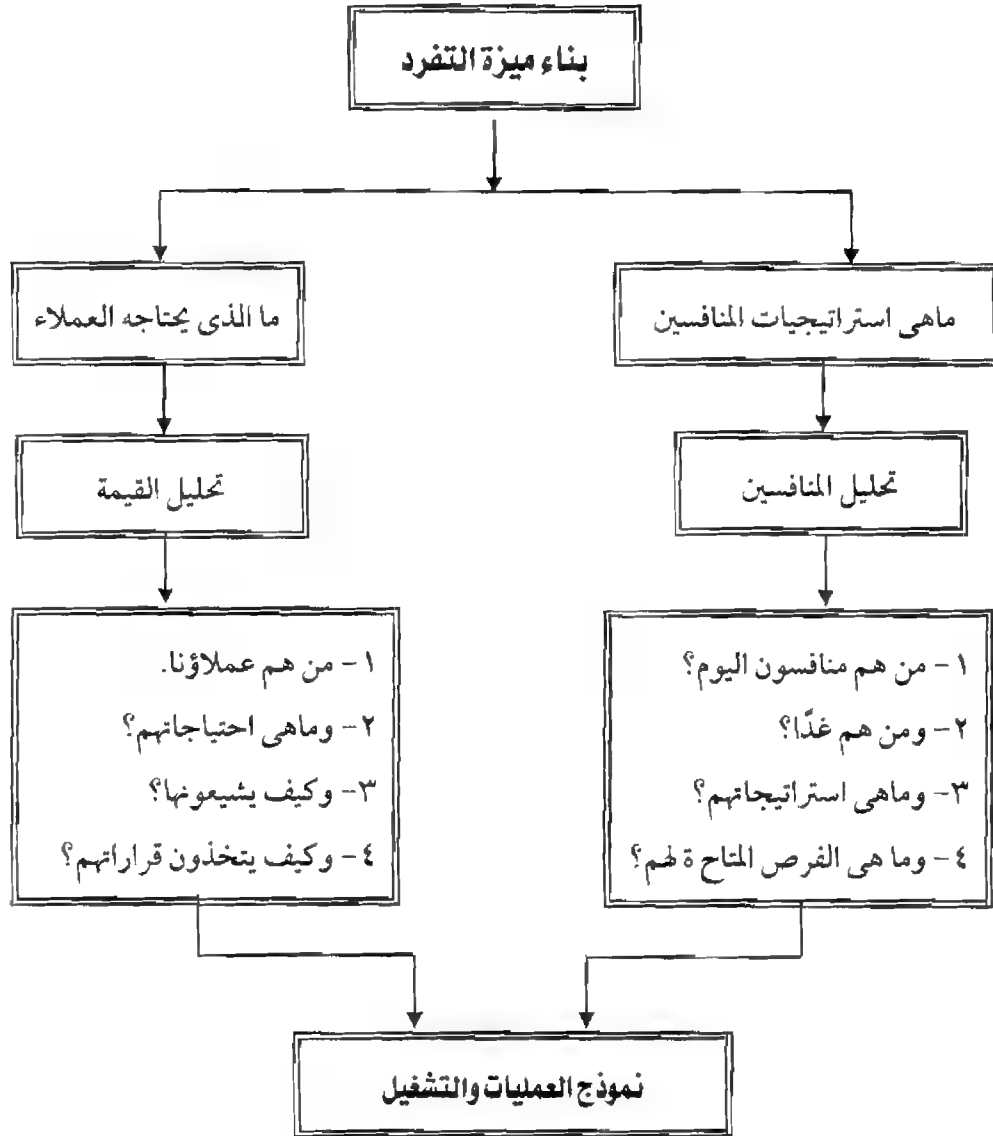 بناء ميزة التفرد
ماهى استراتيجيات المنافسين
ما الذى يحتاجه العملاء
تحليل المنافسين
تحليل القيمة
١- من هم منافسون اليوم؟
٢- ومن هم غدًّا؟
٣- وماهى استراتيجاتهم؟
٤- وما هى الفرص المتاح ة لهم؟
١- من هم عملاؤنا.
٢- وماهى احتياجاتهم؟
٣- وكيف يشيعونها؟
٤- وكيف يتخذون قراراتهم؟
نموذج العمليات والتشغيل